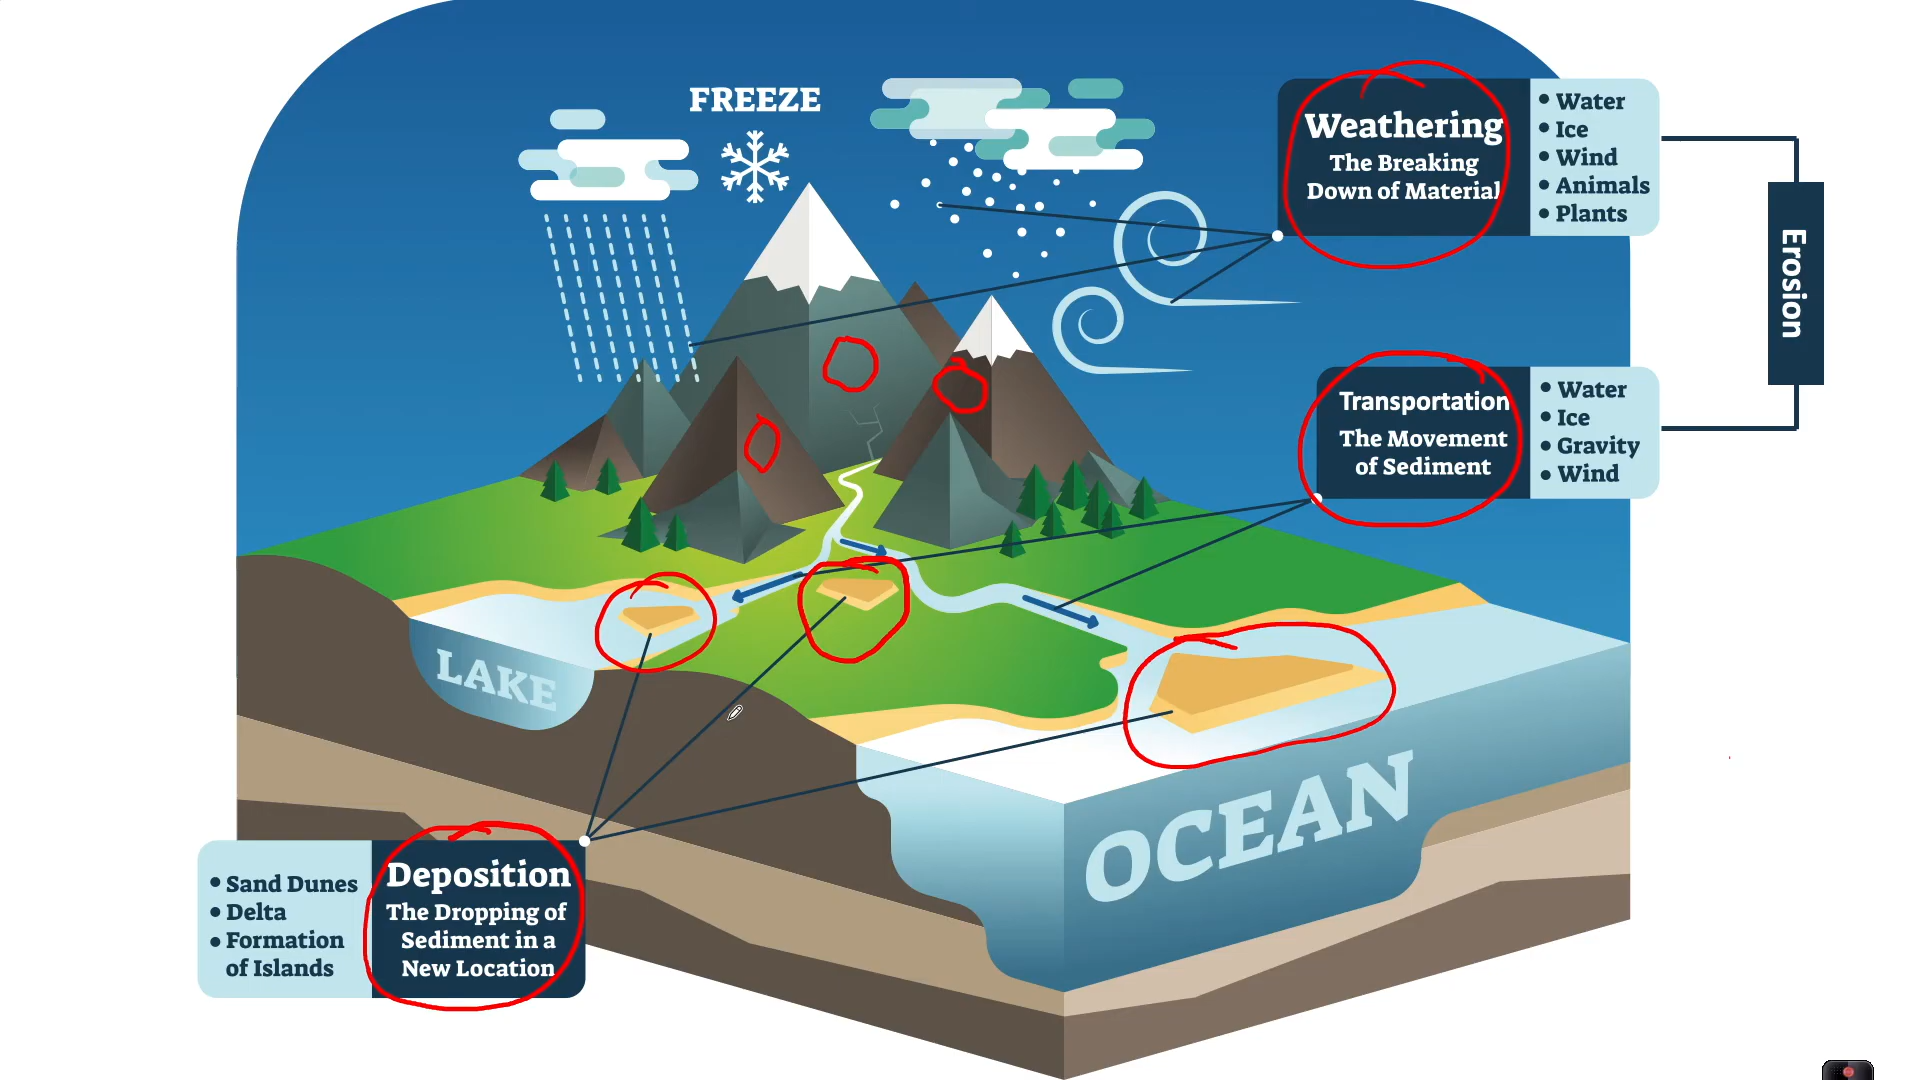 FREEZE
Weathering
The Breaking
Down of Material
• Water
• Ice
• Wind
• Animals
• Plants
Erosion
Transportation
The Movement
of Sediment
• Water
• Ice
• Gravity
• Wind
LAKE
OCEAN
• Sand Dunes
• Delta
• Formation
of Islands
Deposition
The Dropping of
Sediment in a
New Location